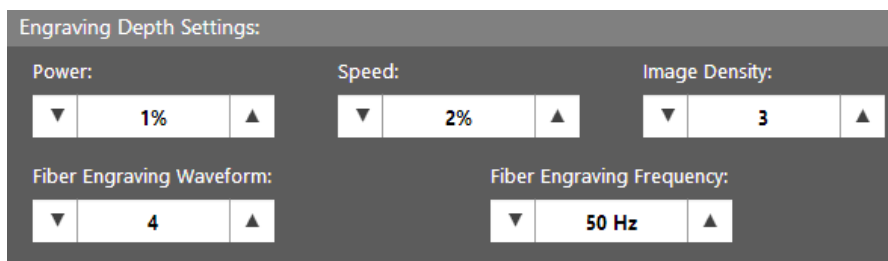 Engraving Depth Settings:
Power: Speed: Image Density:
▼ 1% ▲ ▼ 2% ▲ ▼ 3 ▲
Fiber Engraving Waveform: Fiber Engraving Frequency:
▼ 4 ▲ ▼ 50 Hz ▲